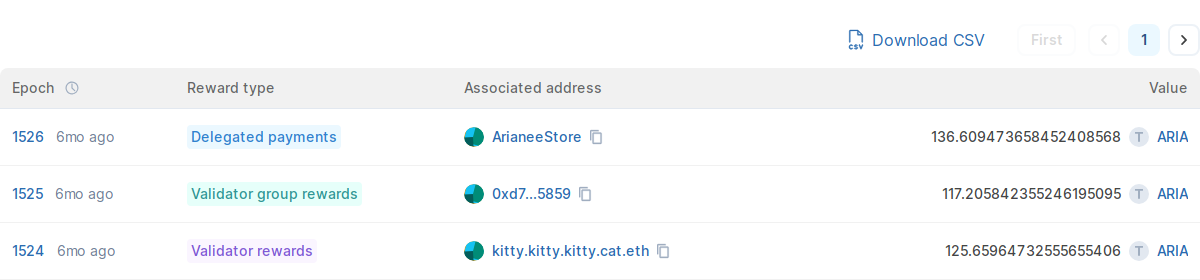 CSV Download CSV First 1
Epoch Reward type Associated address Value
1526 6mo ago Delegated payments ArianeeStore 136.609473658452408568 T ARIA
1525 6mo ago Validator group rewards 0xd7...5859 117.205842355246195095 T ARIA
1524 6mo ago Validator rewards kitty.kitty.kitty.cat.eth 125.65964732555655406 T ARIA